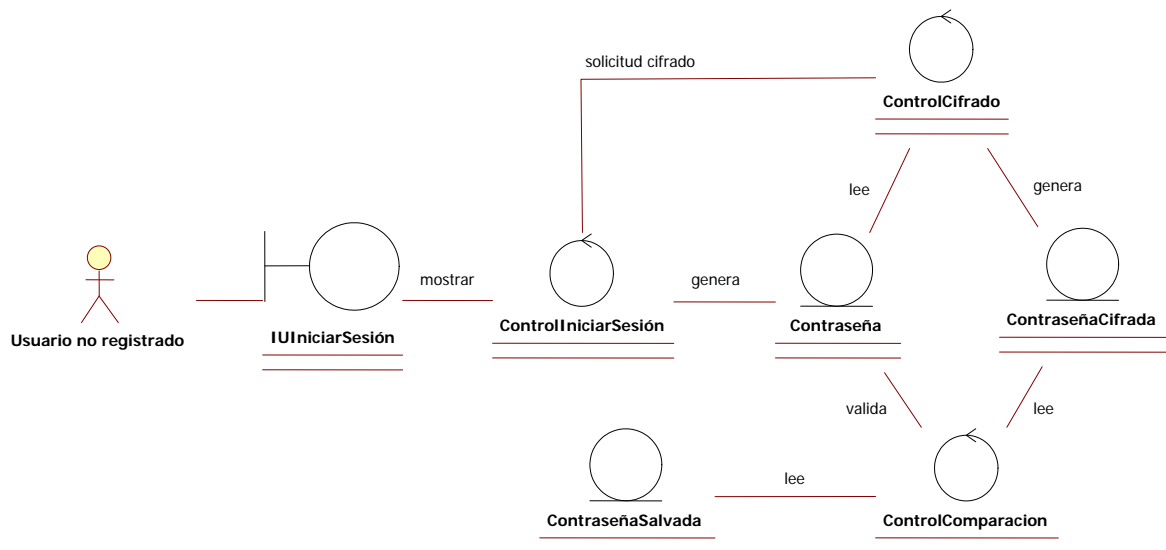 solicitud cifrado
ControlCifrado
lee
genera
mostrar
genera
Usuario no registrado
IUIniciarSesión
ControlIniciarSesión
Contraseña
ContraseñaCifrada
valida
lee
lee
ContraseñaSalvada
ControlComparacion